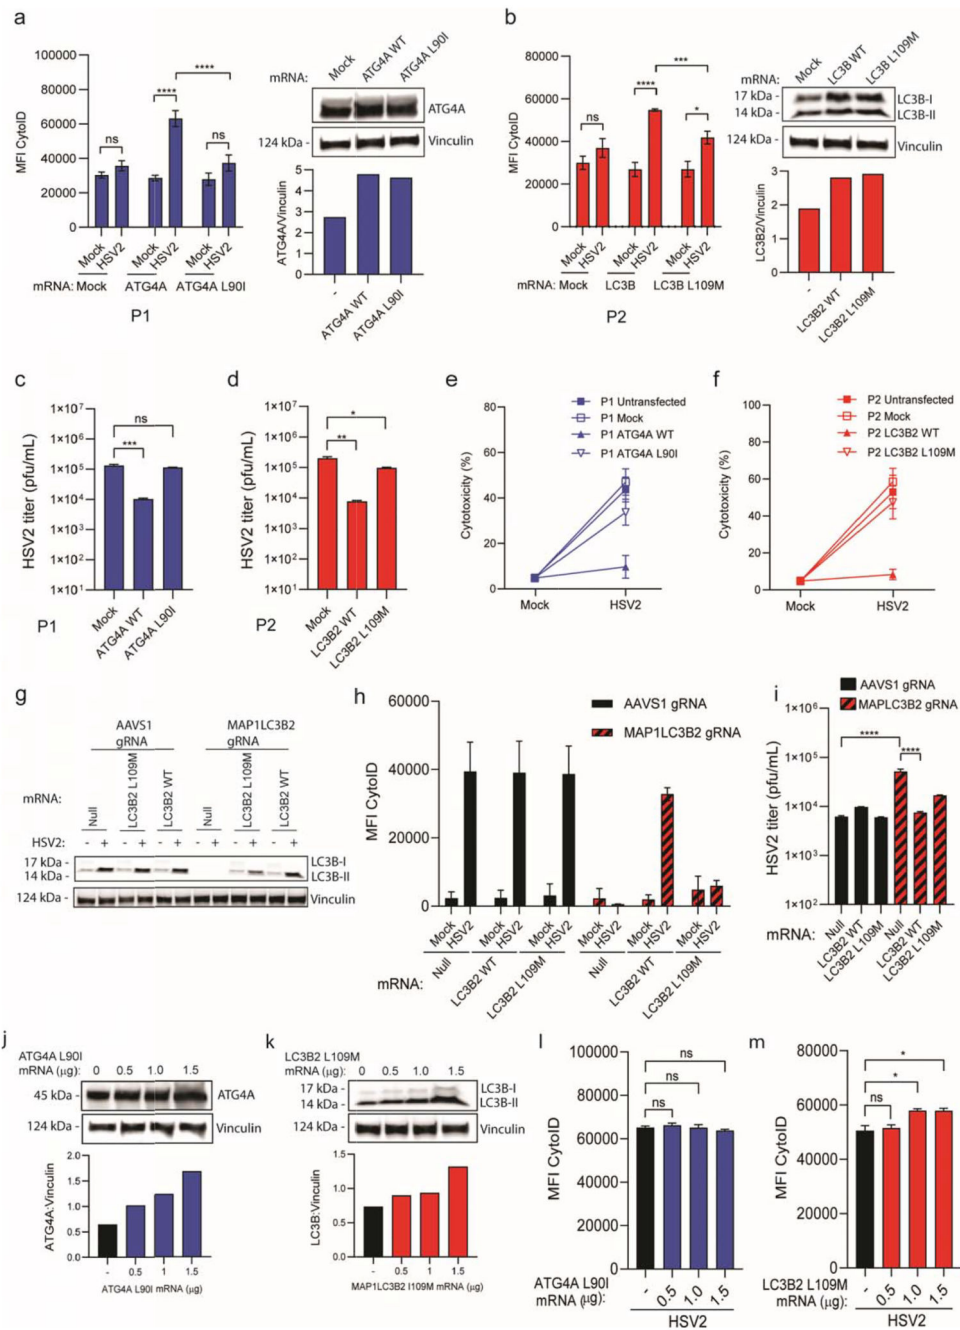 a
MFI CytoID
100000
80000
60000
40000
20000
0
ns
****
ns
****
Mock
HSV2
Mock
HSV2
Mock
HSV2
mRNA: Mock
ATG4A
ATG4A L90I
P1
mRNA:
Mock
ATG4A WT
ATG4A L90I
ATG4A
124 kDa -
Vinculin
ATG4A/Vinculin
5
4
3
2
1
0
-
ATG4A WT
ATG4A L90I
b
MFI CytoID
80000
60000
40000
20000
0
ns
****
*
***
Mock
HSV2
Mock
HSV2
Mock
HSV2
mRNA: Mock
LC3B
LC3B L109M
P2
mRNA:
Mock
LC3B WT
LC3B L109M
17 kDa -
LC3B-I
14 kDa -
LC3B-II
124 kDa -
Vinculin
LC3B2/Vinculin
3
2
1
0
-
LC3B2 WT
LC3B2 L109M
c
HSV2 titer (pfu/mL)
1×10⁷
1×10⁶
1×10⁵
1×10⁴
1×10³
1×10²
1×10¹
ns
***
Mock
ATG4A WT
ATG4A L90I
P1
d
HSV2 titer (pfu/mL)
1×10⁷
1×10⁶
1×10⁵
1×10⁴
1×10³
1×10²
1×10¹
*
**
Mock
LC3B2 WT
LC3B2 L109M
P2
e
P1 Untransfected
P1 Mock
P1 ATG4A WT
P1 ATG4A L90I
Cytotoxicity (%)
80
60
40
20
0
Mock
HSV2
f
P2 Untransfected
P2 Mock
P2 LC3B2 WT
P2 LC3B2 L109M
Cytotoxicity (%)
100
80
60
40
20
0
Mock
HSV2
g
AAVS1
gRNA
MAP1LC3B2
gRNA
mRNA:
Null
LC3B2 L109M
LC3B2 WT
Null
LC3B2 L109M
LC3B2 WT
HSV2: - + - + - + - + - + - +
17 kDa -
LC3B-I
14 kDa -
LC3B-II
124 kDa -
Vinculin
h
MFI CytoID
60000
40000
20000
0
AAVS1 gRNA
MAP1LC3B2 gRNA
Mock
HSV2
Mock
HSV2
Mock
HSV2
Mock
HSV2
Mock
HSV2
Mock
HSV2
mRNA:
Null
LC3B2 WT
LC3B2 L109M
Null
LC3B2 WT
LC3B2 L109M
i
AAVS1 gRNA
MAPLC3B2 gRNA
HSV2 titer (pfu/mL)
1×10⁶
1×10⁵
1×10⁴
1×10³
1×10²
****
****
mRNA:
Null
LC3B2 WT
LC3B2 L109M
Null
LC3B2 WT
LC3B2 L109M
j
ATG4A L90I
mRNA (µg) 0 0.5 1.0 1.5
45 kDa -
ATG4A
124 kDa -
Vinculin
ATG4A:Vinculin
2.0
1.5
1.0
0.5
0.0
- 0.5 1 1.5
ATG4A L90I mRNA (µg)
k
LC3B2 L109M
mRNA (µg) 0 0.5 1.0 1.5
17 kDa -
LC3B-I
14 kDa -
LC3B-II
124 kDa -
Vinculin
LC3B:Vinculin
1.5
1.0
0.5
0.0
- 0.5 1 1.5
MAP1LC3B2 l109M mRNA (µg)
l
MFI CytoID
100000
80000
60000
40000
20000
0
ns
ns
ns
ATG4A L90I
mRNA (µg):
-
0.5
1.0
1.5
HSV2
m
MFI CytoID
80000
60000
40000
20000
0
*
*
ns
LC3B2 L109M
mRNA (µg):
-
0.5
1.0
1.5
HSV2